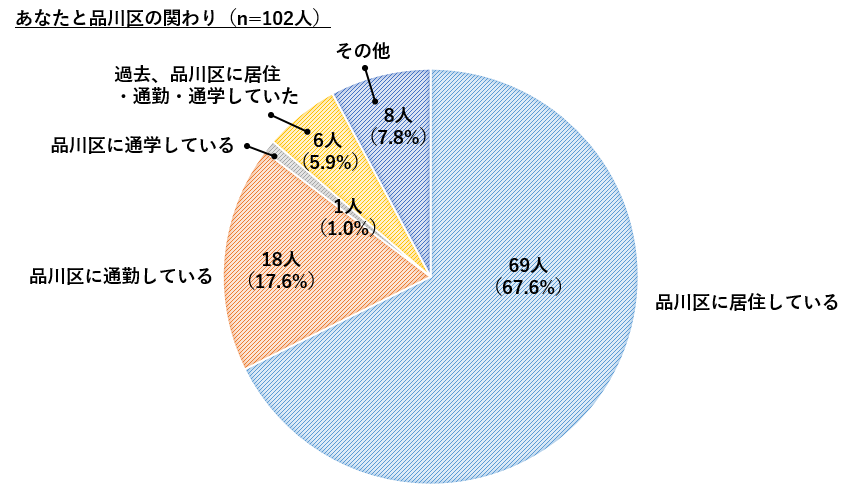 あなたと品川区の関わり（n=102人）
その他
過去、品川区に居住
・通勤・通学していた
8人
（7.8%）
6人
（5.9%）
品川区に通学している
1人
（1.0%）
18人
（17.6%）
品川区に通勤している
69人
（67.6%）
品川区に居住している